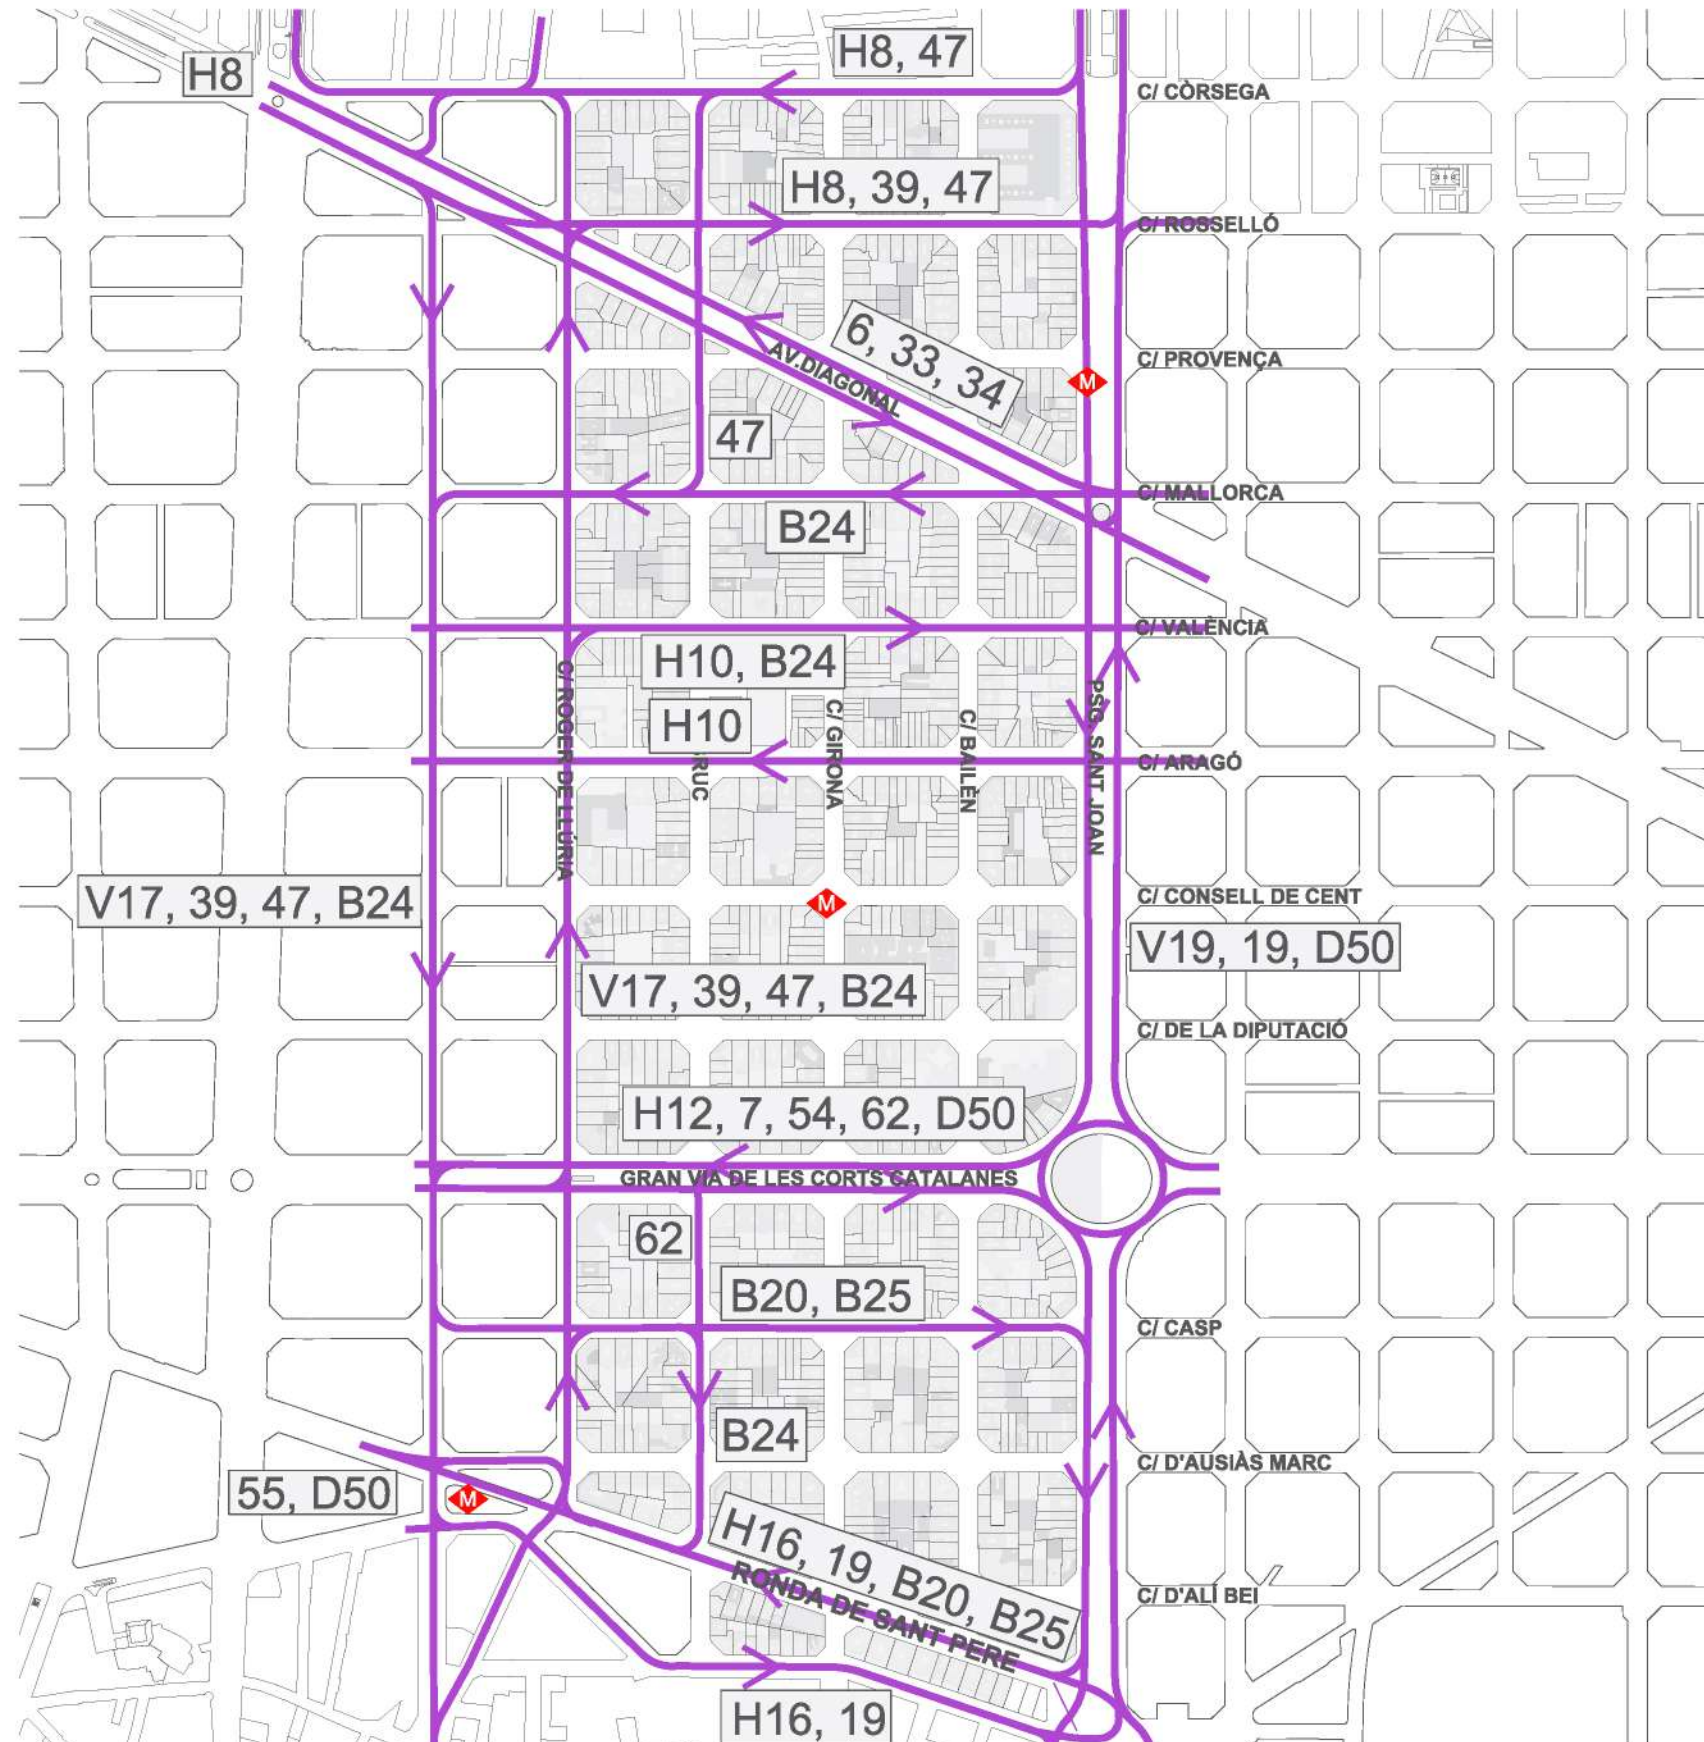 H8
H8, 47
C/ CÒRSEGA
H8, 39, 47
C/ ROSSELLÓ
6, 33, 34
C/ PROVENÇA
AV.DIAGONAL
M
47
C/ MALLORCA
B24
C/ VALÈNCIA
H10, B24
C/ ROGER DE LLÚRIA
H10
RUC
C/ GIRONA
C/ BAILÈN
PSG. SANT JOAN
C/ ARAGÓ
V17, 39, 47, B24
M
C/ CONSELL DE CENT
V19, 19, D50
V17, 39, 47, B24
C/ DE LA DIPUTACIÓ
H12, 7, 54, 62, D50
GRAN VIA DE LES CORTS CATALANES
62
B20, B25
C/ CASP
B24
C/ D'AUSIÀS MARC
55, D50
M
H16, 19, B20, B25
RONDA DE SANT PERE
C/ D'ALÍ BEI
H16, 19